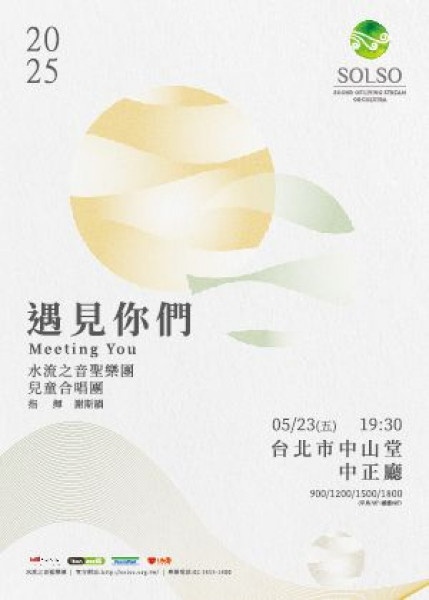 2025
SOLSO
遇見你們
Meeting You
水流之音聖樂團
兒童合唱團
指 揮 謝斯韻
05/23(五) 19:30
台北市中山堂
中正廳
900/1200/1500/1800